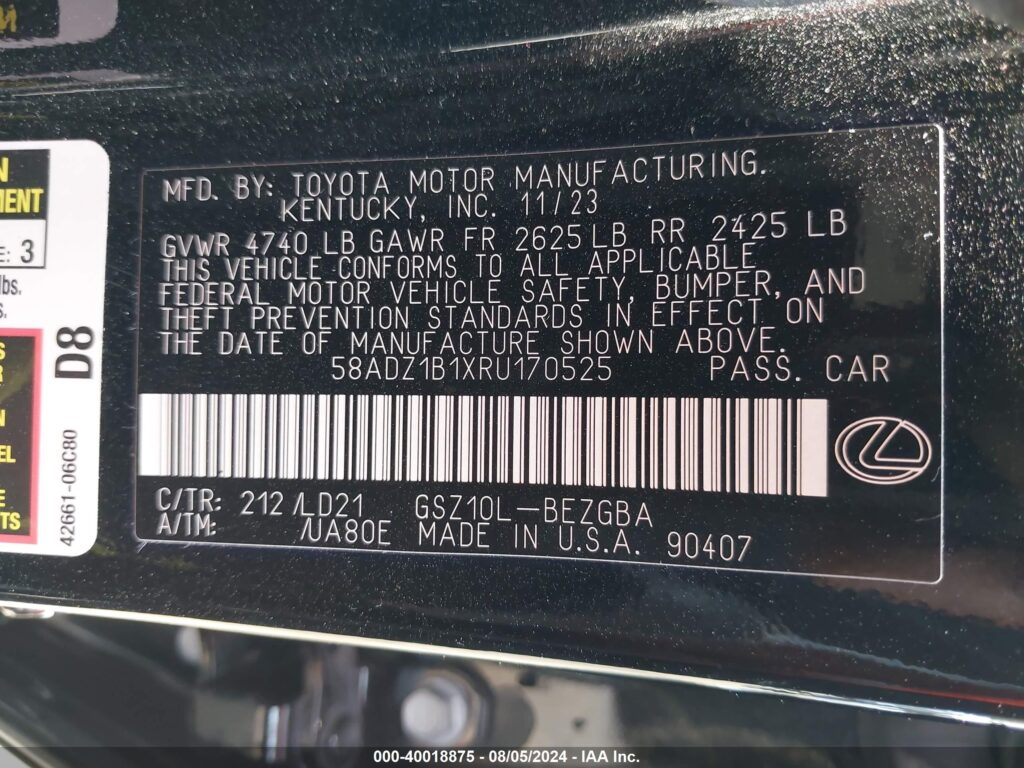 MENT
E: 3
lbs.
D8
42661-06C80
MFD. BY: TOYOTA MOTOR MANUFACTURING.
KENTUCKY, INC. 11/23
GVWR 4740 LB GAWR FR 2625 LB RR 2425 LB
THIS VEHICLE CONFORMS TO ALL APPLICABLE
FEDERAL MOTOR VEHICLE SAFETY, BUMPER, AND
THEFT PREVENTION STANDARDS IN EFFECT ON
THE DATE OF MANUFACTURE SHOWN ABOVE.
58ADZ1B1XRU170525 PASS. CAR
C/TR: 212 /LD21 GSZ10L-BEZGBA
A/TM: /UA80E MADE IN U.S.A. 90407
000-40018875 - 08/05/2024 - IAA Inc.